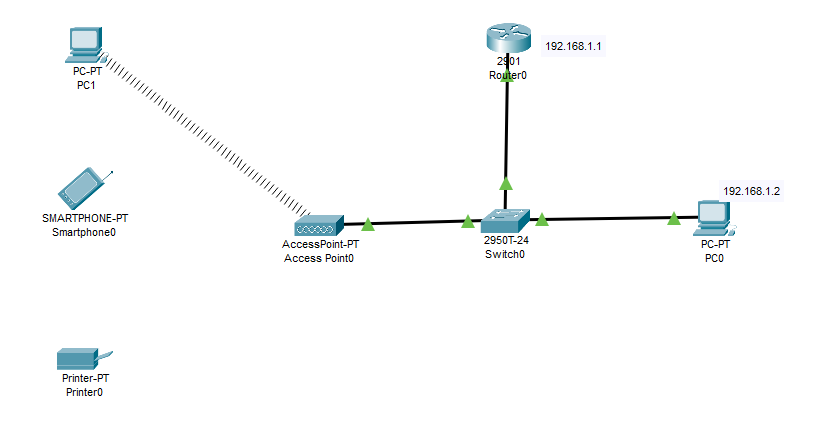 PC-PT
PC1
2901
Router0
192.168.1.1
SMARTPHONE-PT
Smartphone0
AccessPoint-PT
Access Point0
2950T-24
Switch0
192.168.1.2
PC-PT
PC0
Printer-PT
Printer0